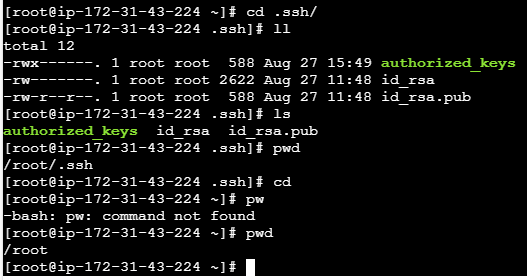 [root@ip-172-31-43-224 ~]# cd .ssh/
[root@ip-172-31-43-224 .ssh]# ll
total 12
-rwx------. 1 root root  588 Aug 27 15:49 authorized_keys
-rw-------. 1 root root 2622 Aug 27 11:48 id_rsa
-rw-r--r--. 1 root root  588 Aug 27 11:48 id_rsa.pub
[root@ip-172-31-43-224 .ssh]# ls
authorized_keys  id_rsa  id_rsa.pub
[root@ip-172-31-43-224 .ssh]# pwd
/root/.ssh
[root@ip-172-31-43-224 .ssh]# cd
[root@ip-172-31-43-224 ~]# pw
-bash: pw: command not found
[root@ip-172-31-43-224 ~]# pwd
/root
[root@ip-172-31-43-224 ~]#